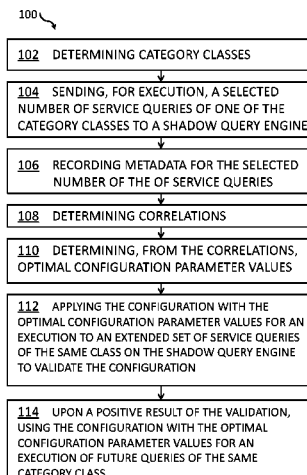 100
102 DETERMINING CATEGORY CLASSES
104 SENDING, FOR EXECUTION, A SELECTED
NUMBER OF SERVICE QUERIES OF ONE OF THE
CATEGORY CLASSES TO A SHADOW QUERY ENGINE
106 RECORDING METADATA FOR THE SELECTED
NUMBER OF THE OF SERVICE QUERIES
108 DETERMINING CORRELATIONS
110 DETERMINING, FROM THE CORRELATIONS,
OPTIMAL CONFIGURATION PARAMETER VALUES
112 APPLYING THE CONFIGURATION WITH THE
OPTIMAL CONFIGURATION PARAMETER VALUES FOR AN
EXECUTION TO AN EXTENDED SET OF SERVICE QUERIES
OF THE SAME CLASS ON THE SHADOW QUERY ENGINE
TO VALIDATE THE CONFIGURATION
114 UPON A POSITIVE RESULT OF THE VALIDATION,
USING THE CONFIGURATION WITH THE OPTIMAL
CONFIGURATION PARAMETER VALUES FOR AN
EXECUTION OF FUTURE QUERIES OF THE SAME
CATEGORY CLASS